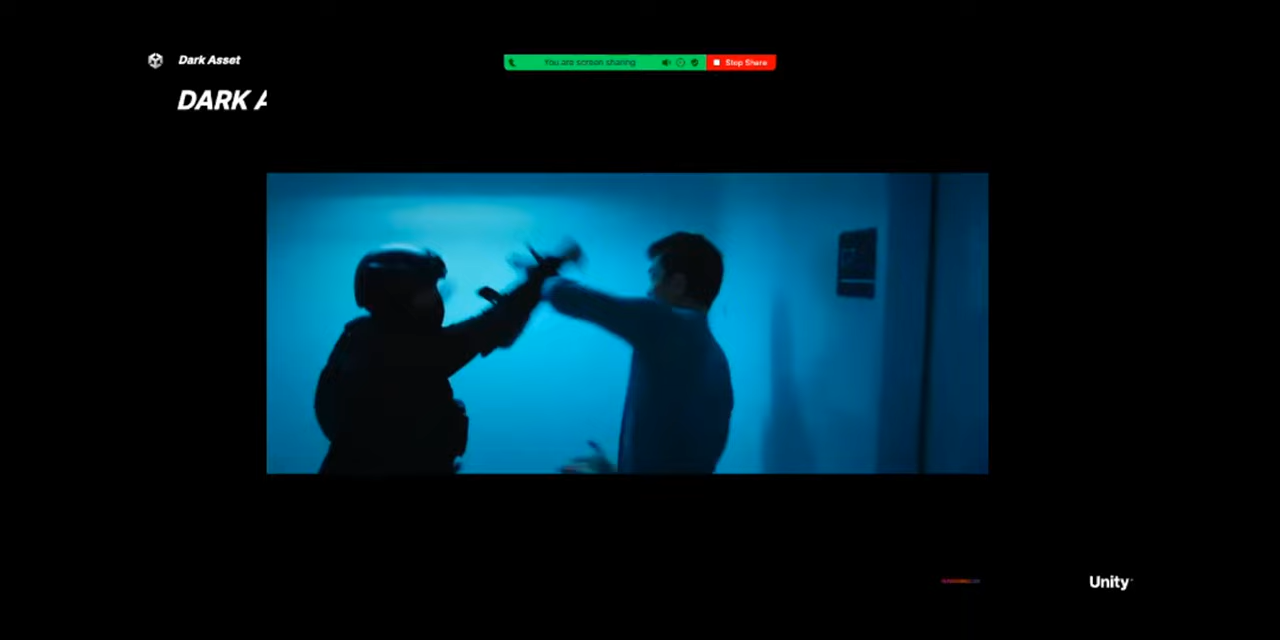 Dark Asset
You are screen sharing
Stop Share
DARK A
Unity